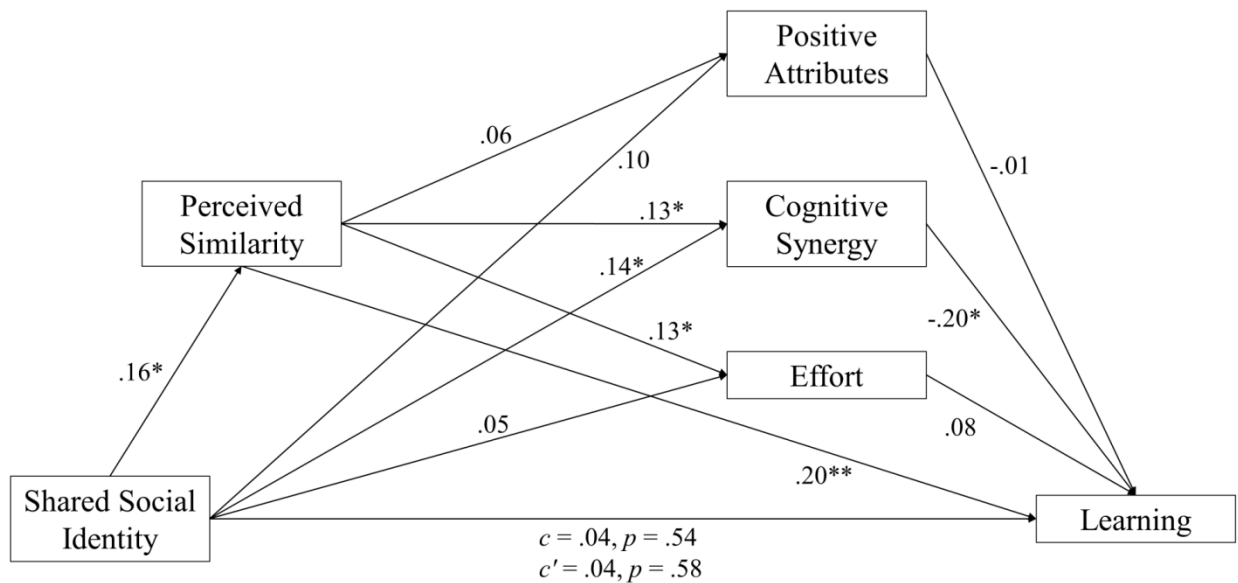 Positive
Attributes
.06
.10
-.01
Perceived
Similarity
.13*
Cognitive
Synergy
.14*
-.20*
.13*
.16*
Effort
.05
.08
.20**
Shared Social
Identity
Learning
c = .04, p = .54
c' = .04, p = .58